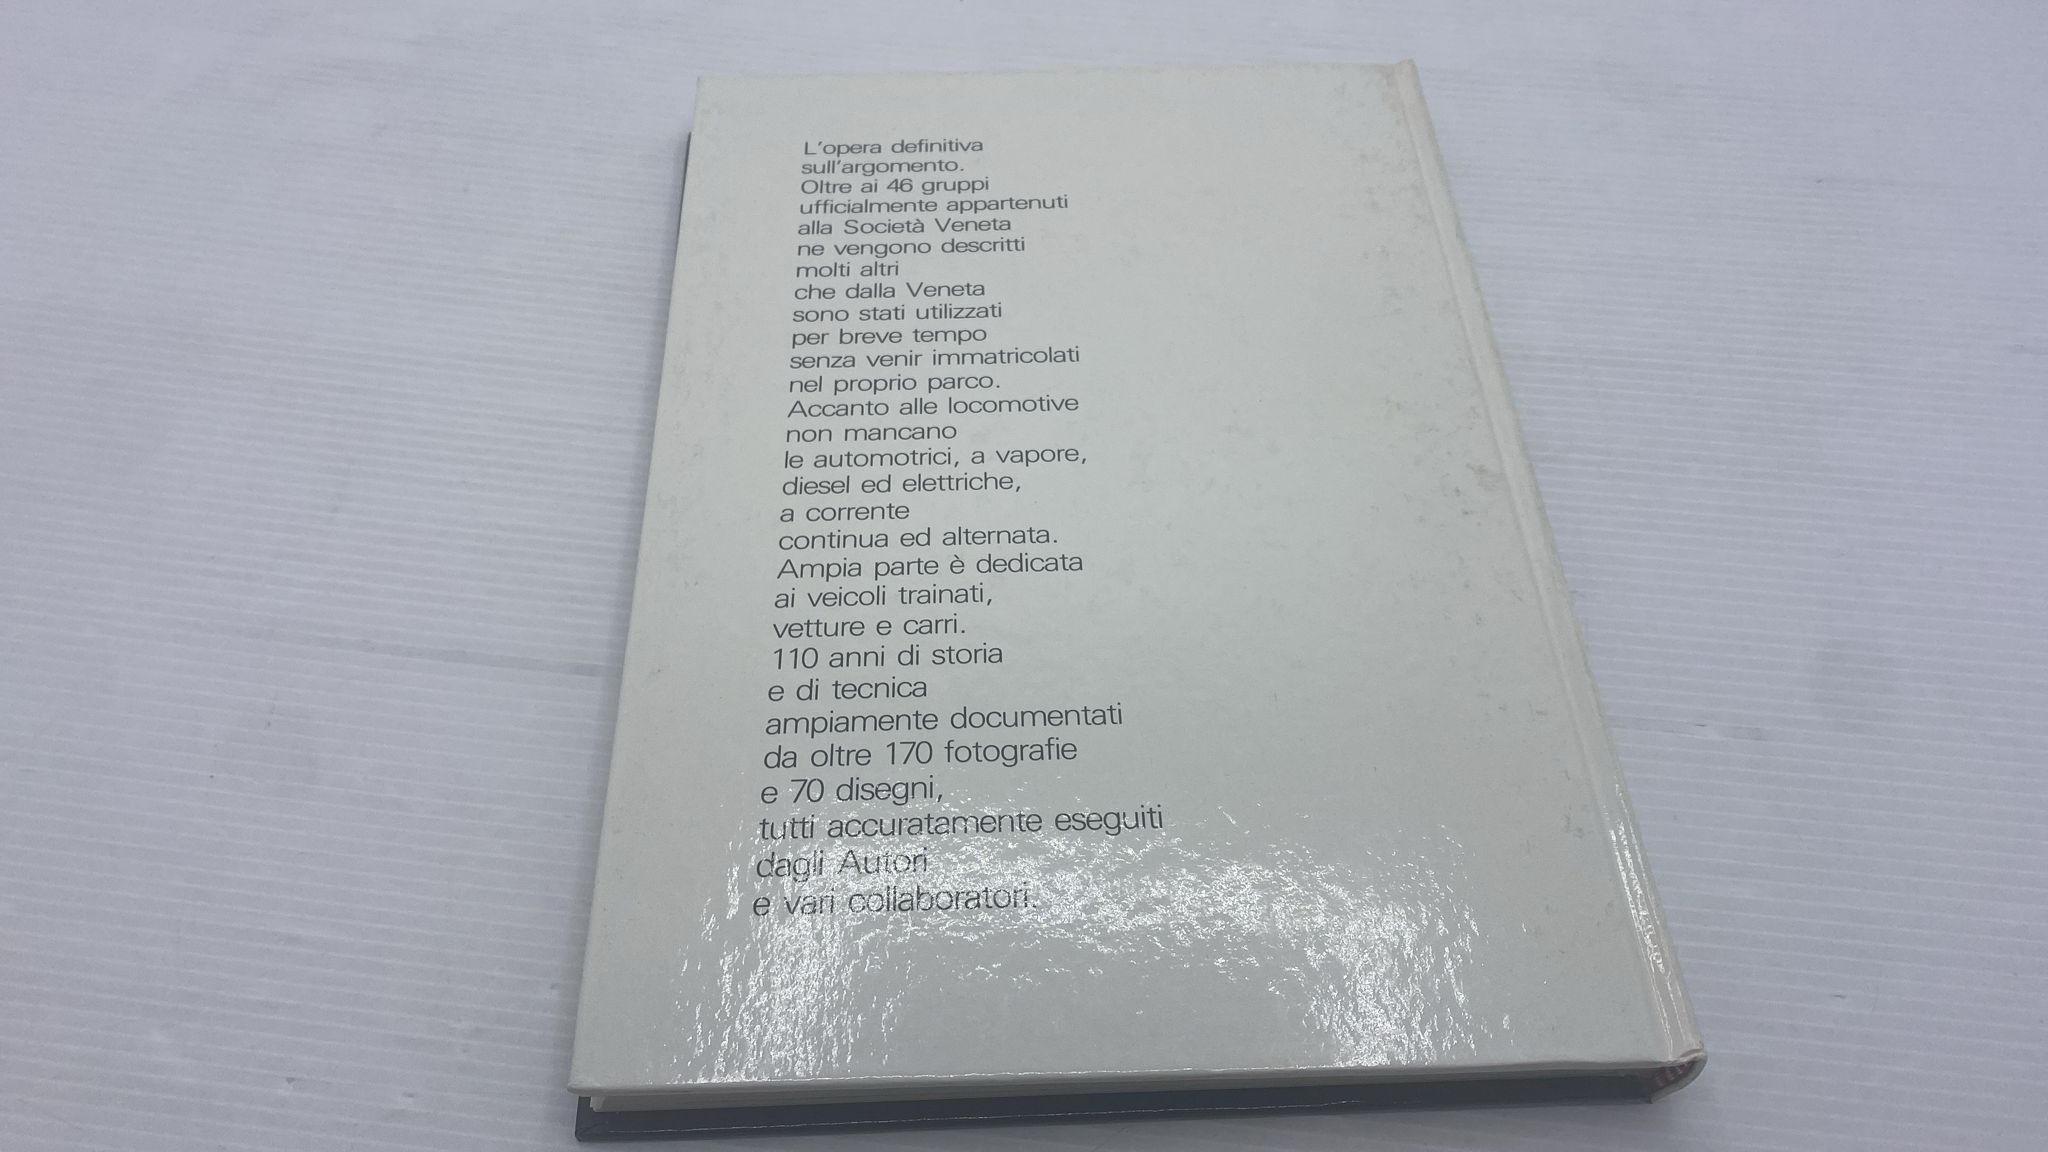 L'opera definitiva
sull'argomento.
Oltre ai 46 gruppi
ufficialmente appartenuti
alla Società Veneta
ne vengono descritti
molti altri
che dalla Veneta
sono stati utilizzati
per breve tempo
senza venir immatricolati
nel proprio parco.
Accanto alle locomotive
non mancano
le automotrici, a vapore,
diesel ed elettriche,
a corrente
continua ed alternata.
Ampia parte è dedicata
ai veicoli trainati,
vetture e carri.
110 anni di storia
e di tecnica
ampiamente documentati
da oltre 170 fotografie
e 70 disegni,
tutti accuratamente eseguiti
dagli Autori
e vari collaboratori.